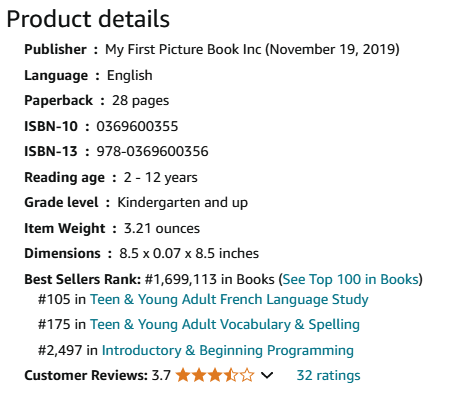 Product details
Publisher : My First Picture Book Inc (November 19, 2019)
Language : English
Paperback : 28 pages
ISBN-10 : 0369600355
ISBN-13 : 978-0369600356
Reading age : 2 - 12 years
Grade level : Kindergarten and up
Item Weight : 3.21 ounces
Dimensions : 8.5 x 0.07 x 8.5 inches
Best Sellers Rank: #1,699,113 in Books (See Top 100 in Books)
#105 in Teen & Young Adult French Language Study
#175 in Teen & Young Adult Vocabulary & Spelling
#2,497 in Introductory & Beginning Programming
Customer Reviews: 3.7 32 ratings